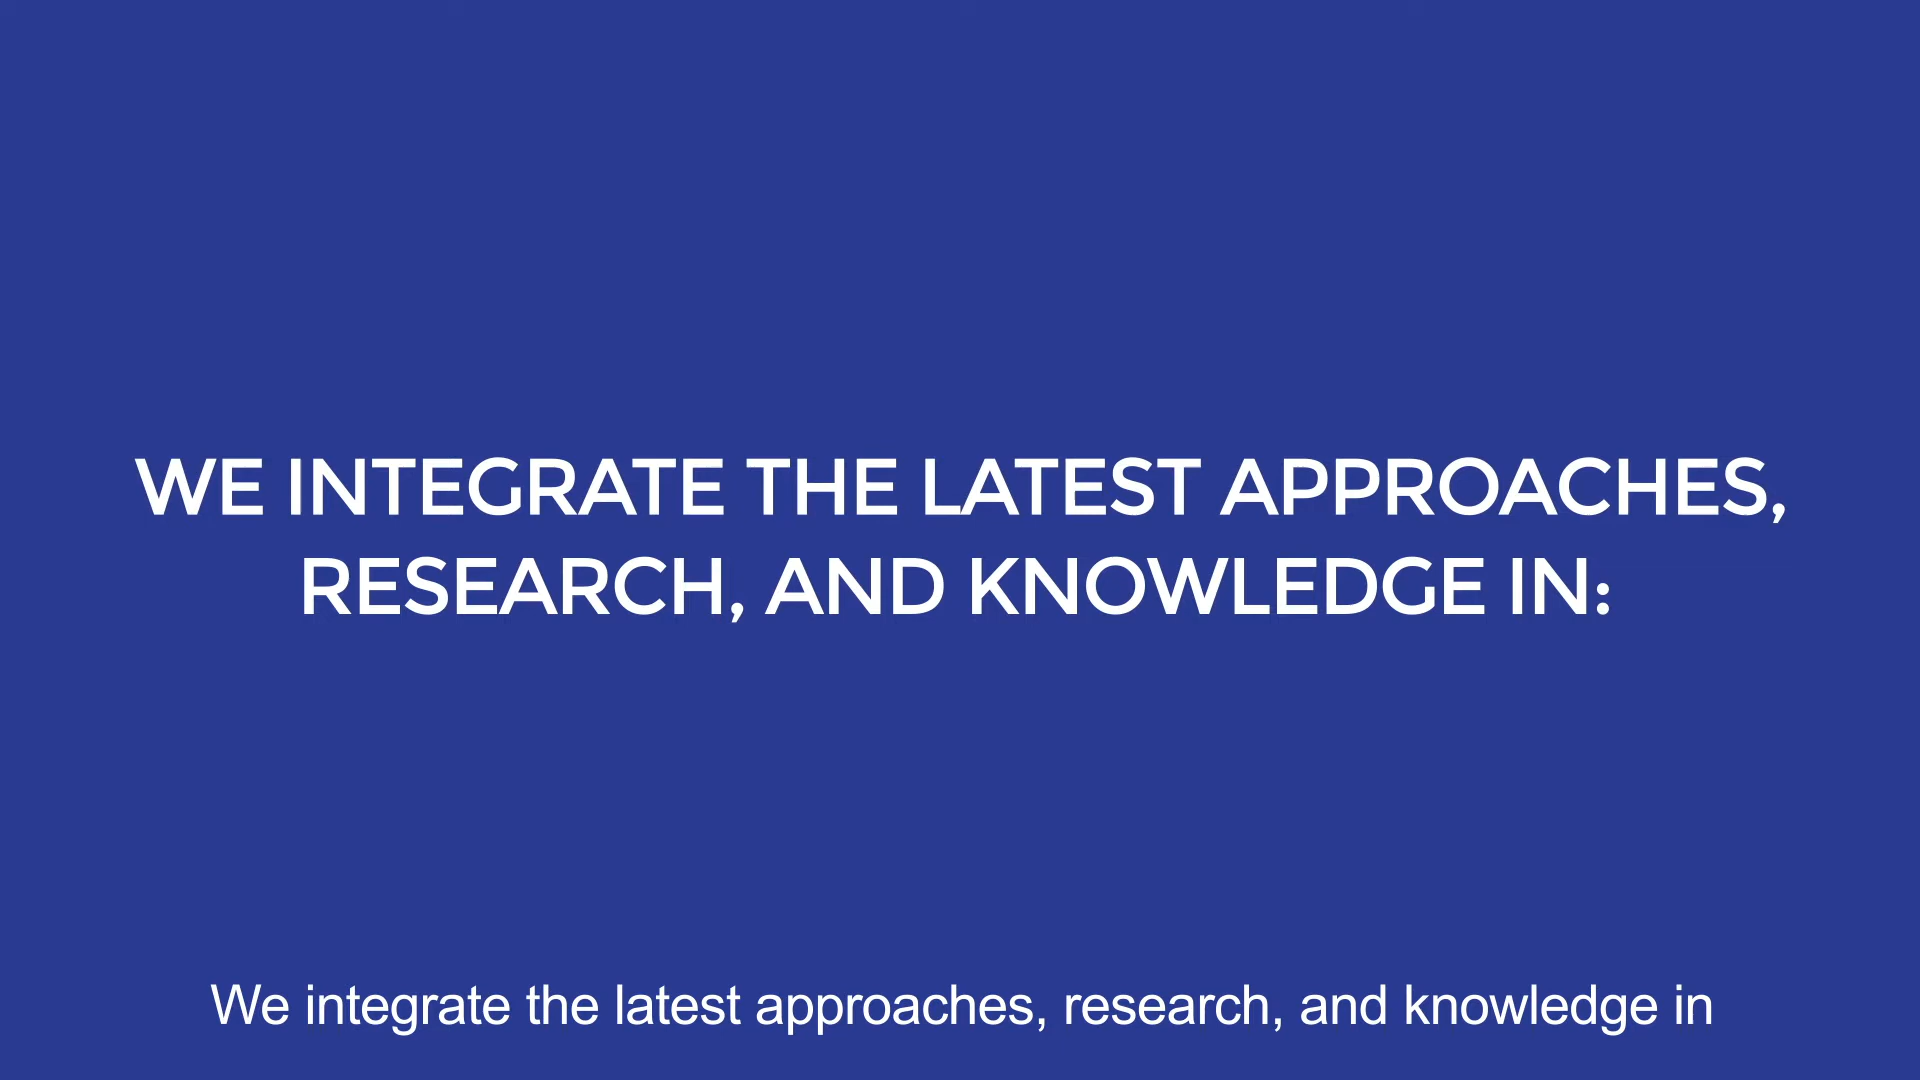 WE INTEGRATE THE LATEST APPROACHES,
RESEARCH, AND KNOWLEDGE IN:
We integrate the latest approaches, research, and knowledge in